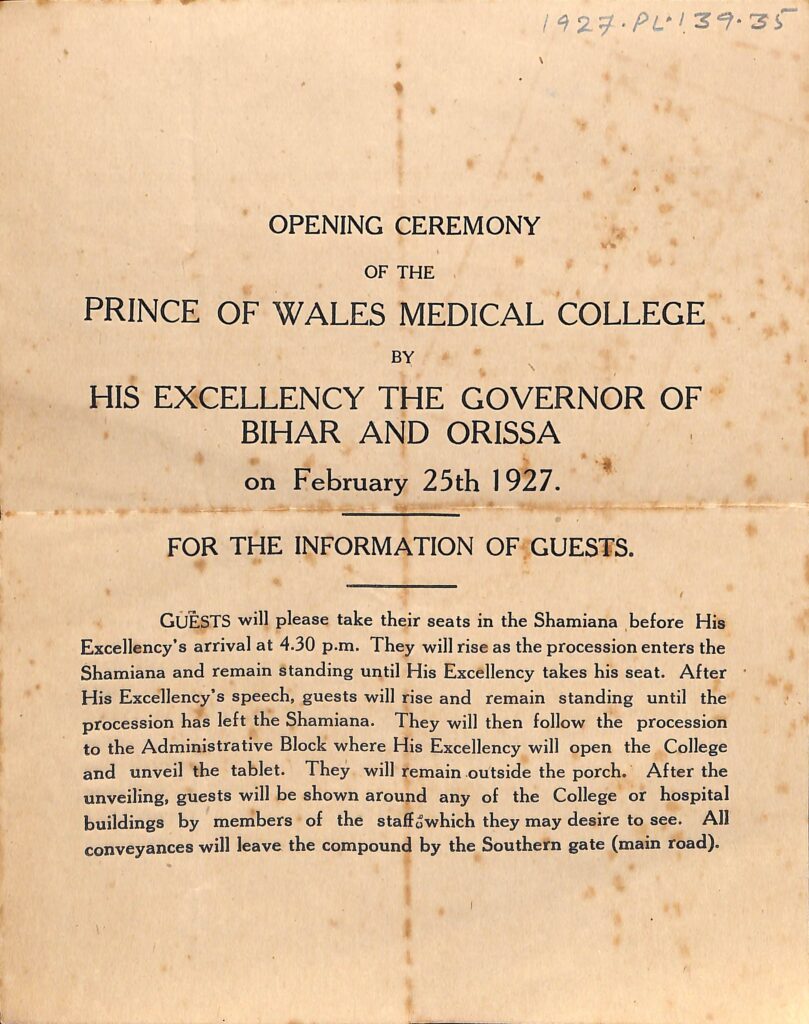 1927.PL.139.35
OPENING CEREMONY
OF THE
PRINCE OF WALES MEDICAL COLLEGE
BY
HIS EXCELLENCY THE GOVERNOR OF
BIHAR AND ORISSA
on February 25th 1927.
FOR THE INFORMATION OF GUESTS.
GUESTS will please take their seats in the Shamiana before His
Excellency's arrival at 4.30 p.m. They will rise as the procession enters the
Shamiana and remain standing until His Excellency takes his seat. After
His Excellency's speech, guests will rise and remain standing until the
procession has left the Shamiana. They will then follow the procession
to the Administrative Block where His Excellency will open the College
and unveil the tablet. They will remain outside the porch. After the
unveiling, guests will be shown around any of the College or hospital
buildings by members of the staff which they may desire to see. All
conveyances will leave the compound by the Southern gate (main road).